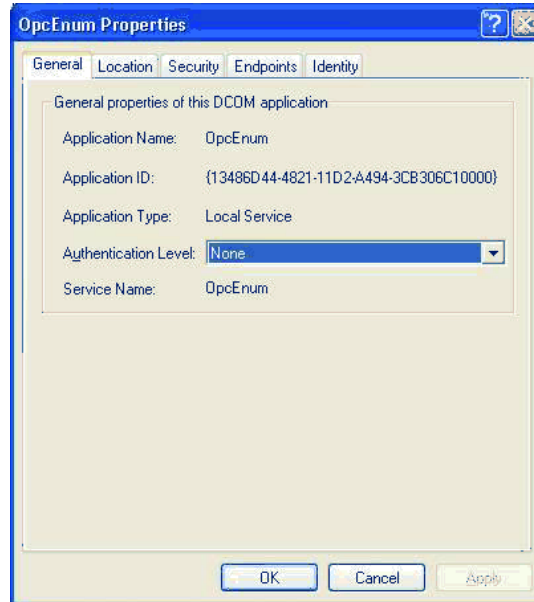 OpcEnum Properties
General Location Security Endpoints Identity
General properties of this DCOM application
Application Name: OpcEnum
Application ID: {13486D44-4821-11D2-A494-3CB306C10000}
Application Type: Local Service
Authentication Level: None
Service Name: OpcEnum
OK Cancel Apply